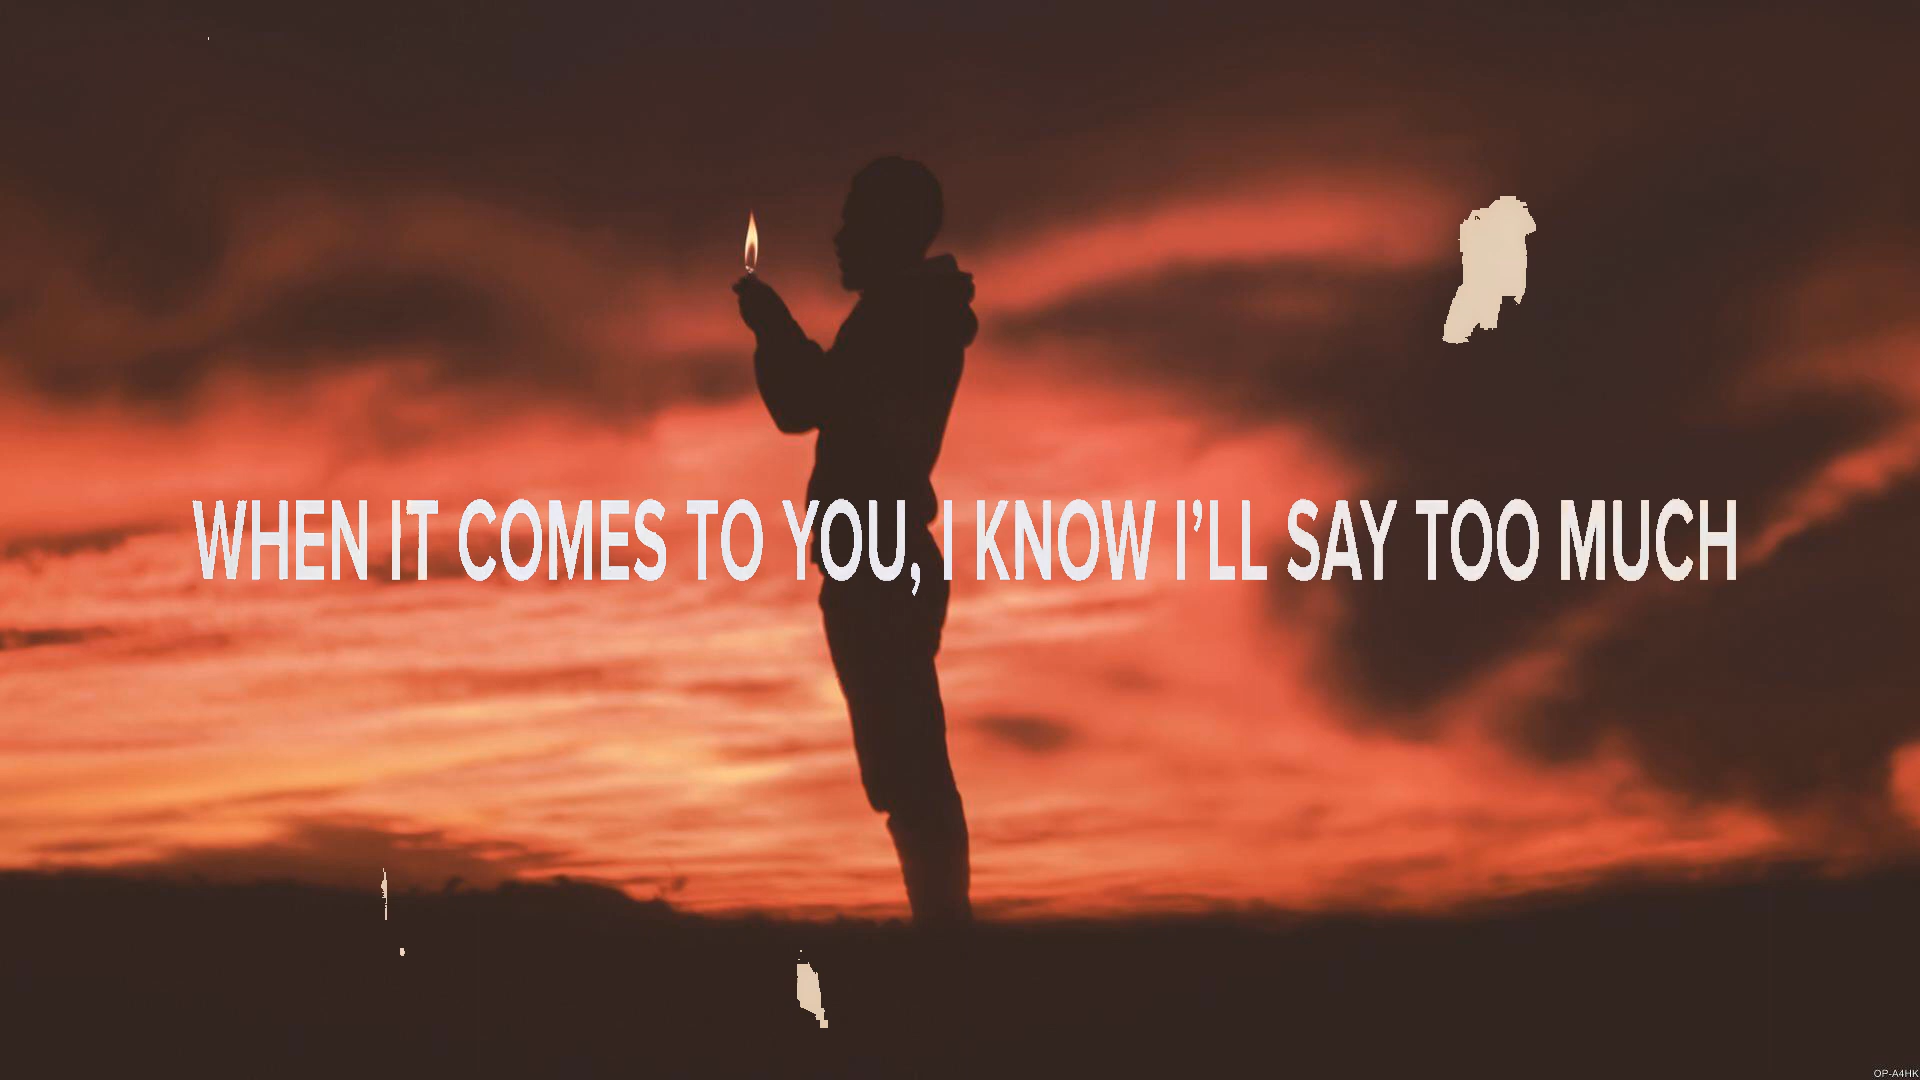 WHEN IT COMES TO YOU, I KNOW I’LL SAY TOO MUCH
OP-A4HK